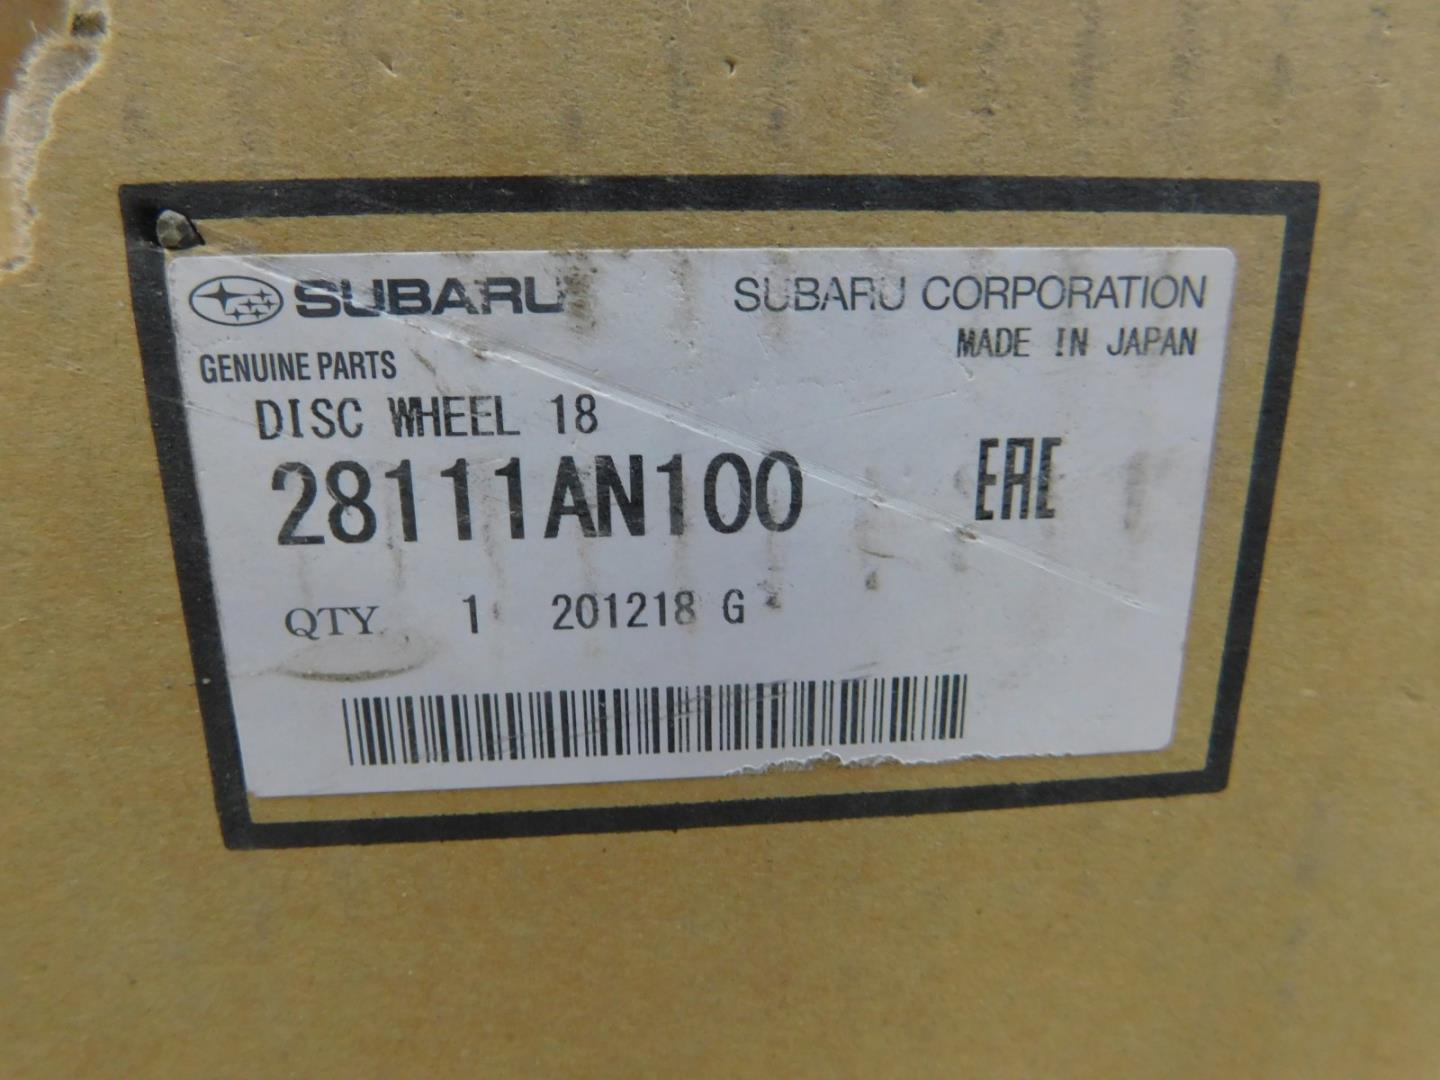 SUBARU SUBARU CORPORATION
MADE IN JAPAN
GENUINE PARTS
DISC WHEEL 18
28111AN100 EAC
QTY 1 201218 G